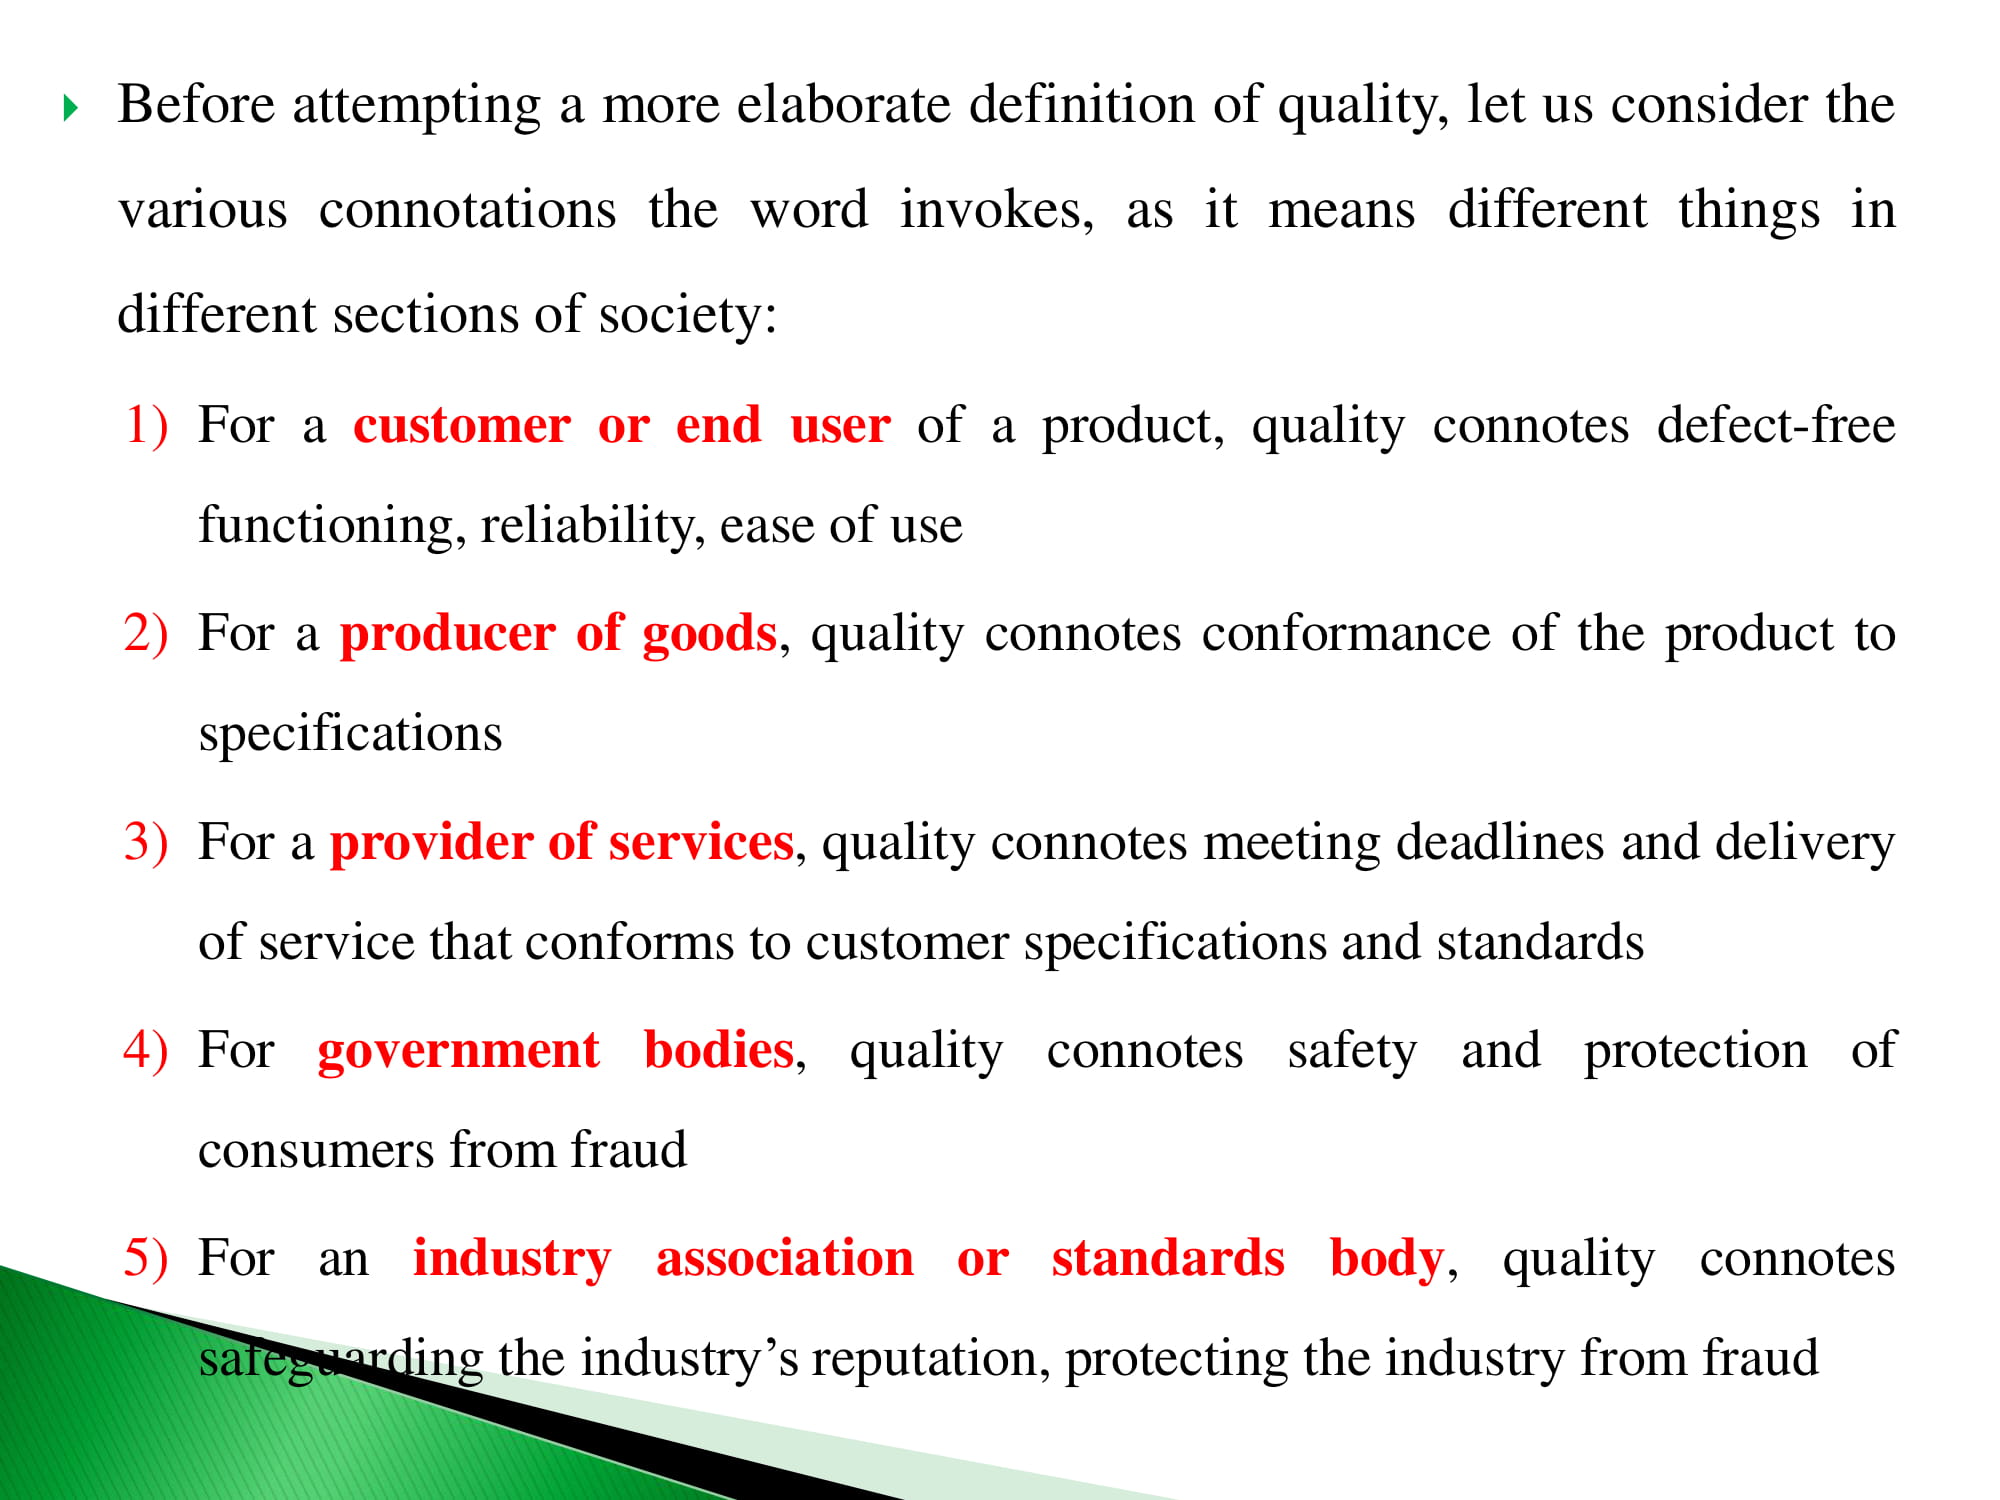 Before attempting a more elaborate definition of quality, let us consider the
various connotations the word invokes, as it means different things in
different sections of society:
1) For a customer or end user of a product, quality connotes defect-free
functioning, reliability, ease of use
2) For a producer of goods, quality connotes conformance of the product to
specifications
3) For a provider of services, quality connotes meeting deadlines and delivery
of service that conforms to customer specifications and standards
4) For government bodies, quality connotes safety and protection of
consumers from fraud
5) For an industry association or standards body, quality connotes
safeguarding the industry’s reputation, protecting the industry from fraud